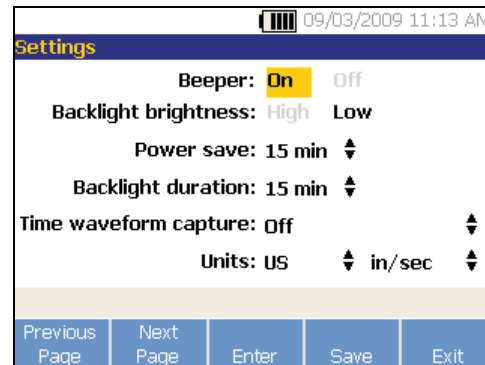 09/03/2009 11:13 AM
Settings
Beeper: On Off
Backlight brightness: High Low
Power save: 15 min
Backlight duration: 15 min
Time waveform capture: Off
Units: US in/sec
Previous Page Next Page Enter Save Exit